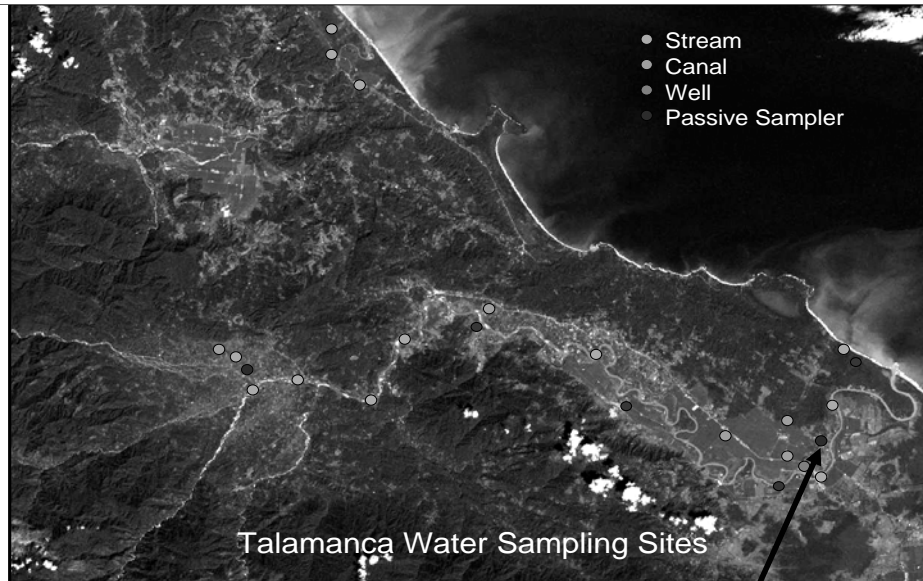 Stream
Canal
Well
Passive Sampler
Talamanca Water Sampling Sites